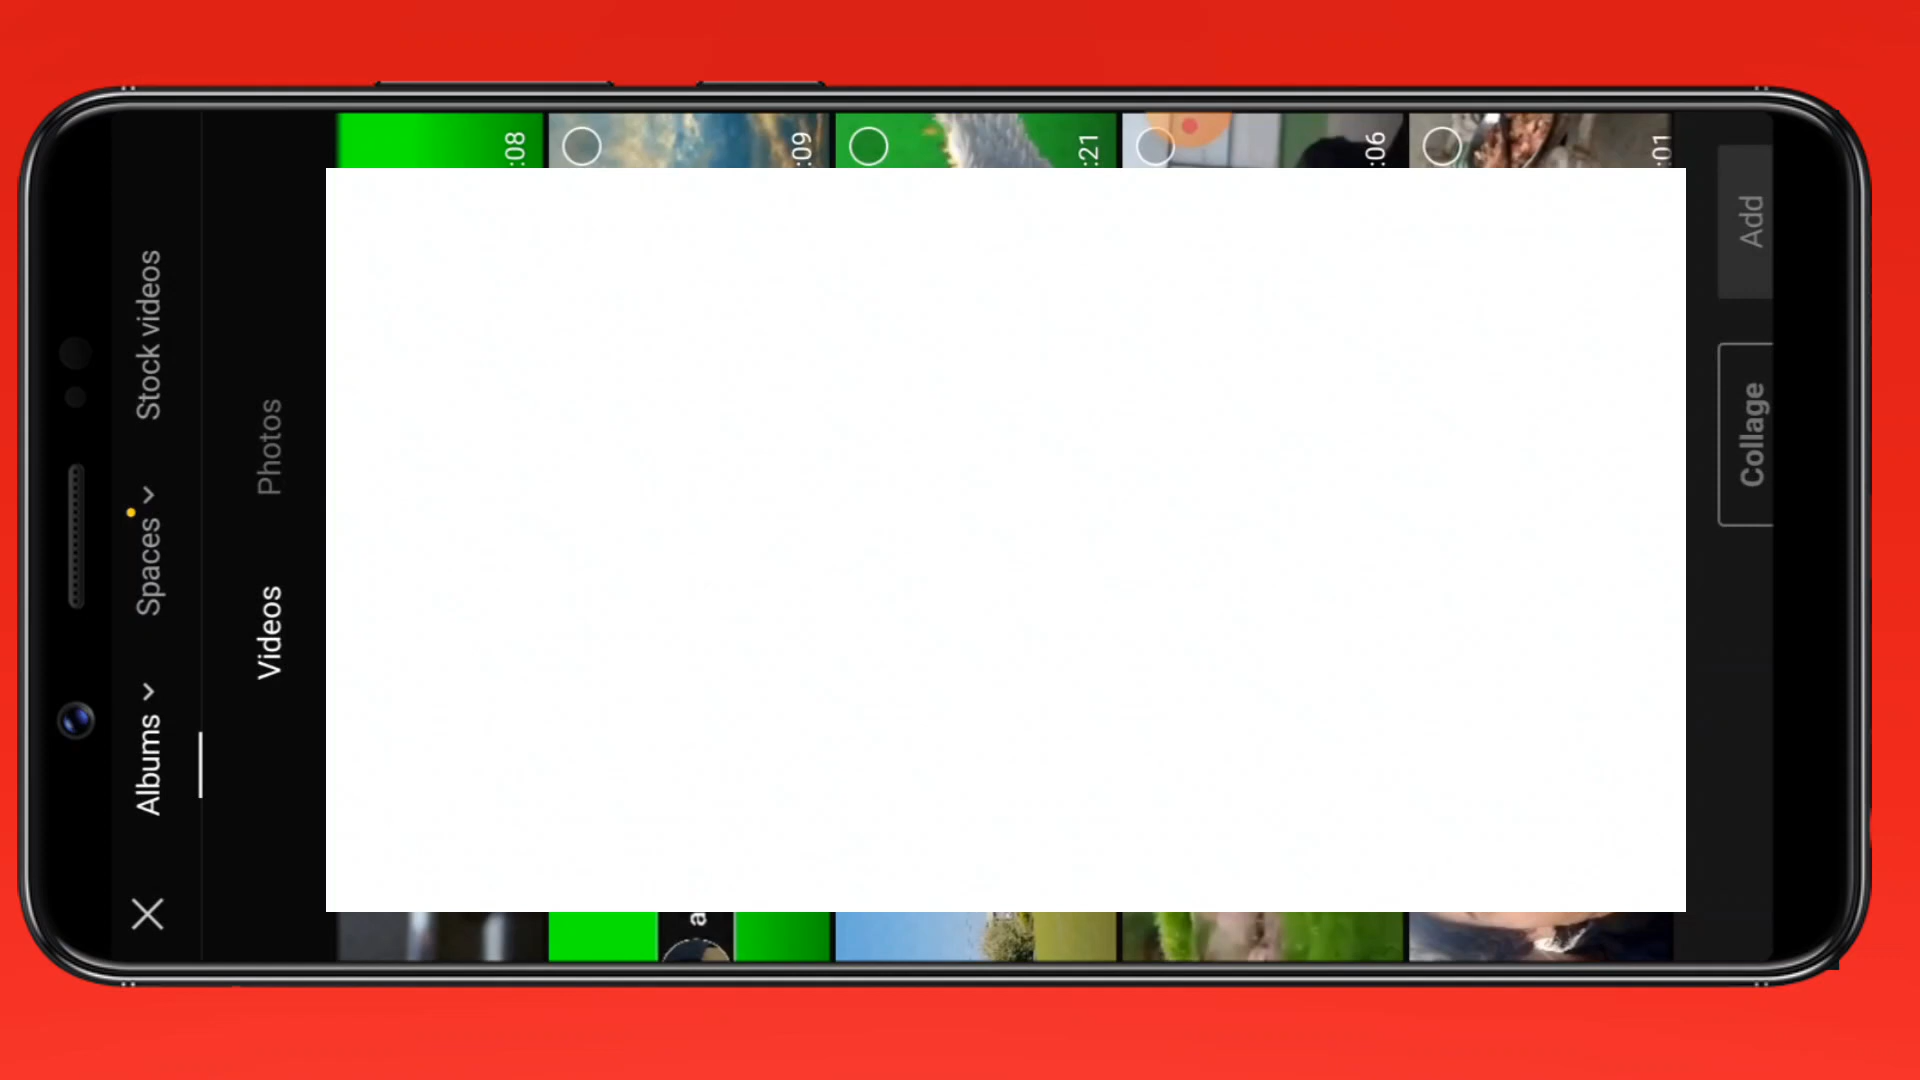 Albums Spaces Stock videos
Videos Photos
:08
:09
a
:21
:06
:01
Collage Add